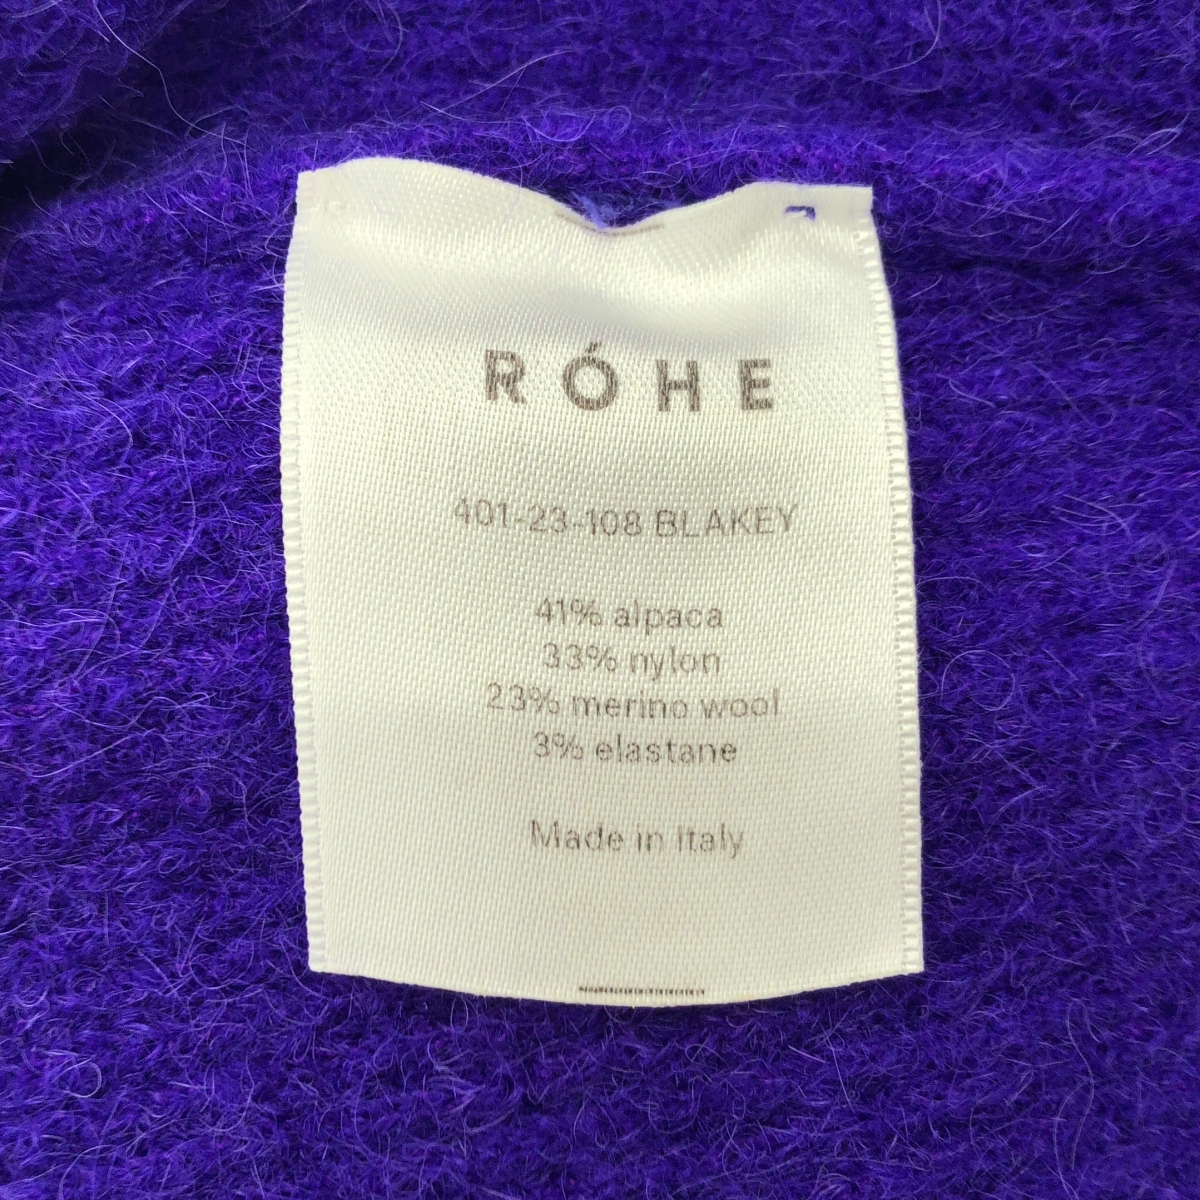 RÓHE
401-23-108 BLAKEY
41% alpaca
33% nylon
23% merino wool
3% elastane
Made in Italy